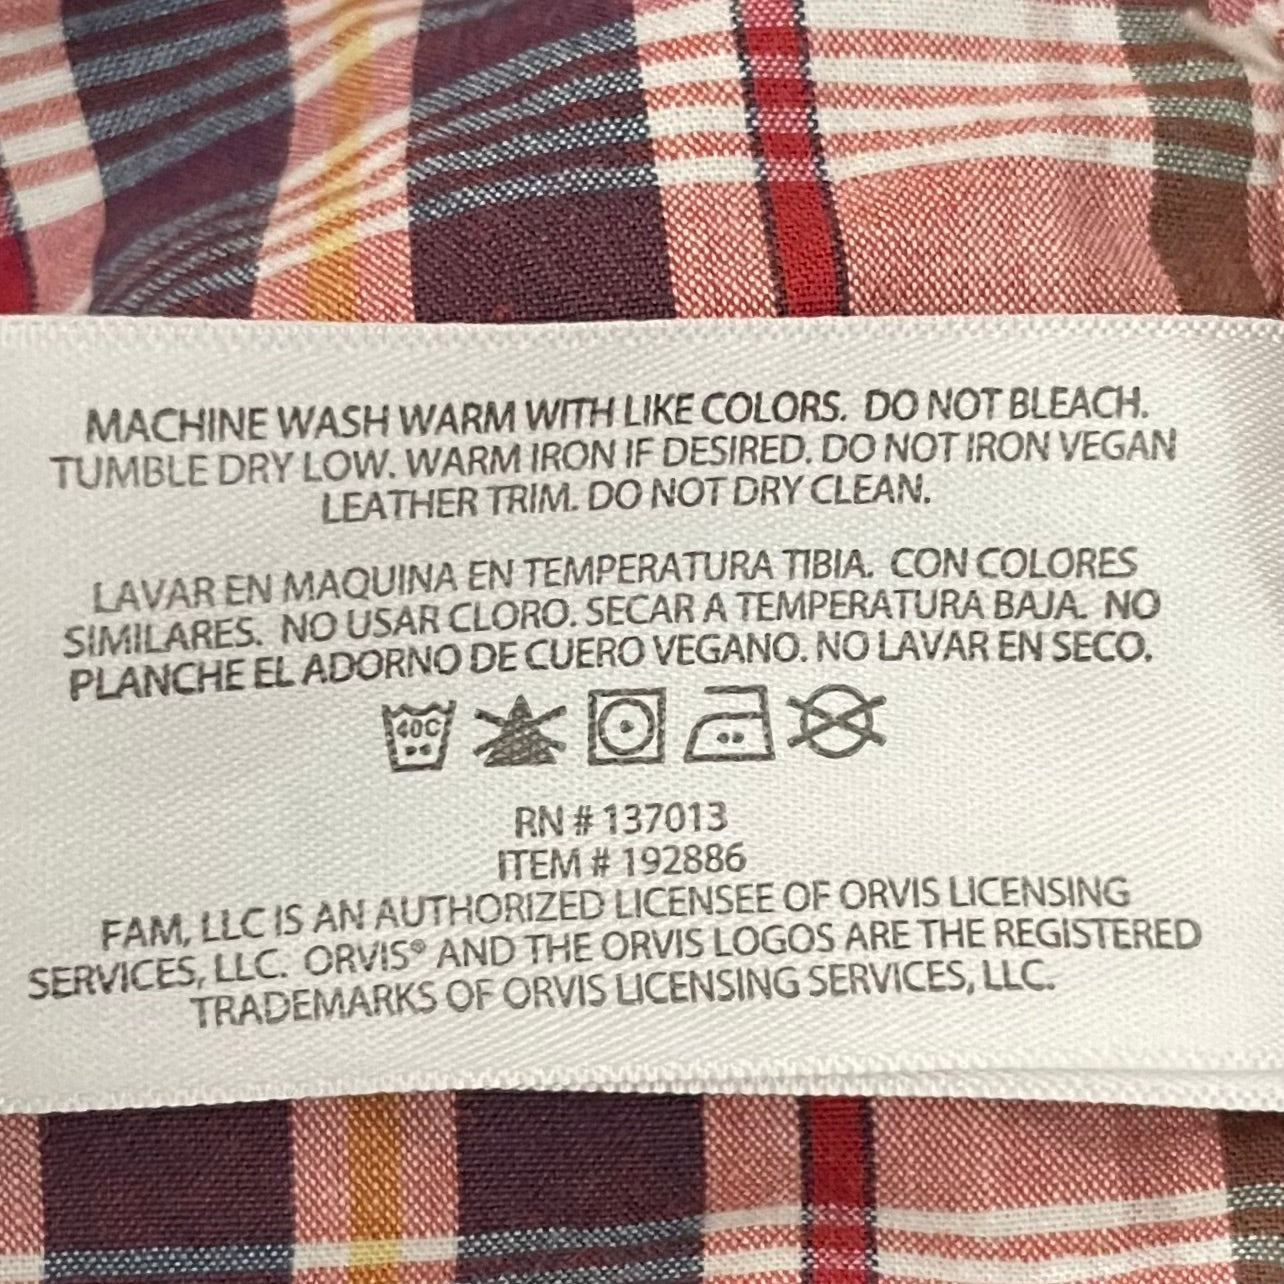 MACHINE WASH WARM WITH LIKE COLORS. DO NOT BLEACH.
TUMBLE DRY LOW. WARM IRON IF DESIRED. DO NOT IRON VEGAN
LEATHER TRIM. DO NOT DRY CLEAN.
LAVAR EN MAQUINA EN TEMPERATURA TIBIA. CON COLORES
SIMILARES. NO USAR CLORO. SECAR A TEMPERATURA BAJA. NO
PLANCHE EL ADORNO DE CUERO VEGANO. NO LAVAR EN SECO.
40C
RN # 137013
ITEM # 192886
FAM, LLC IS AN AUTHORIZED LICENSEE OF ORVIS LICENSING
SERVICES, LLC. ORVIS® AND THE ORVIS LOGOS ARE THE REGISTERED
TRADEMARKS OF ORVIS LICENSING SERVICES, LLC.